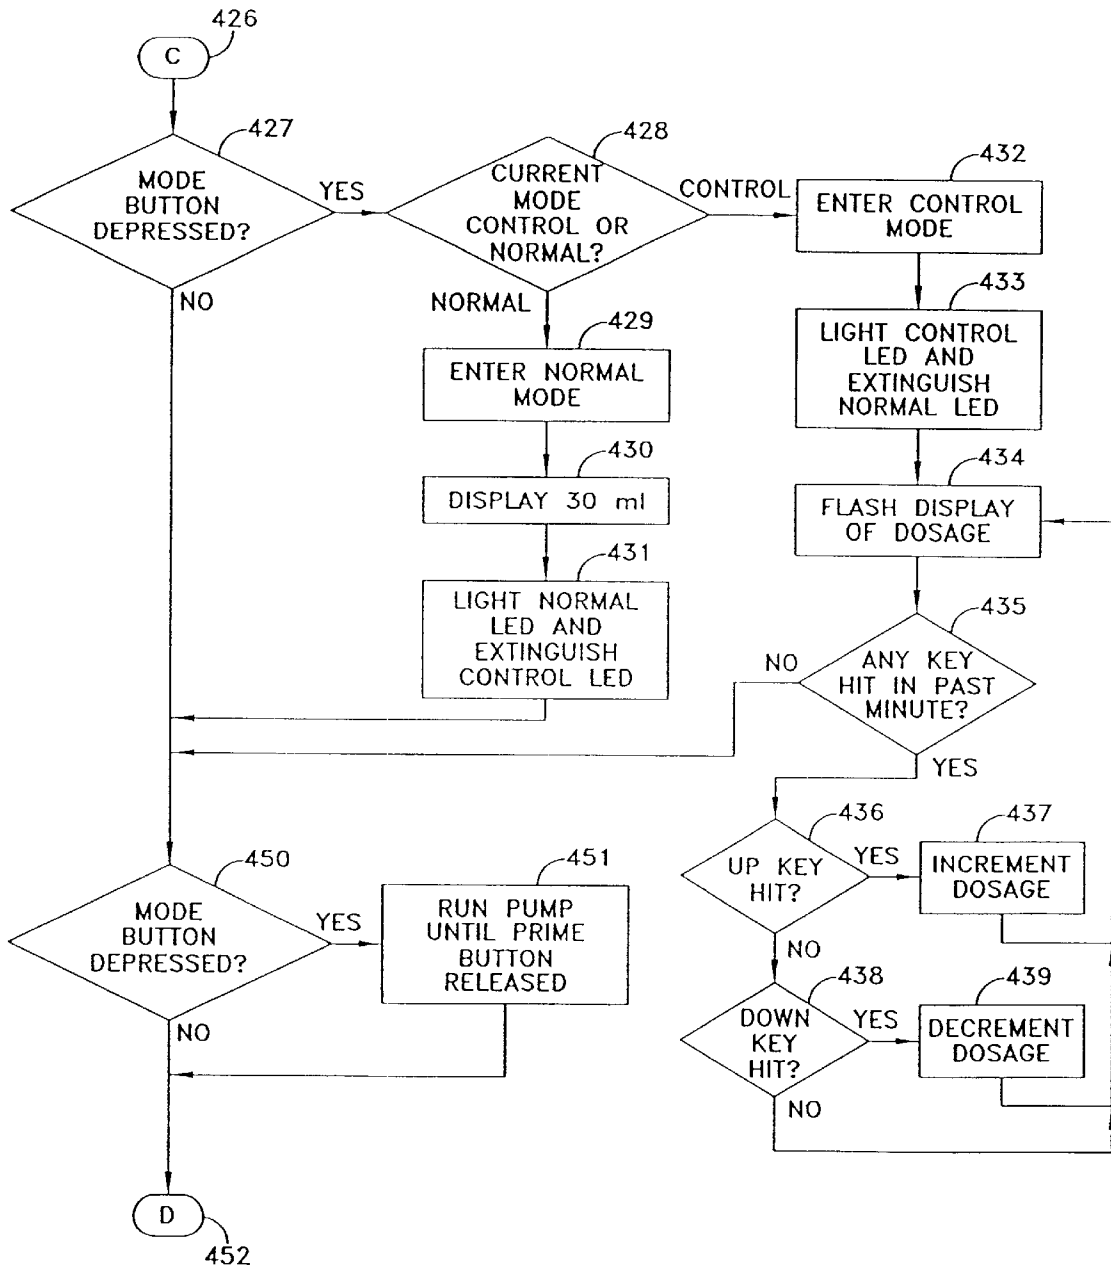 426
C
427
MODE
BUTTON
DEPRESSED?
YES
NO
428
CURRENT
MODE
CONTROL OR
NORMAL?
CONTROL
NORMAL
432
ENTER CONTROL
MODE
433
LIGHT CONTROL
LED AND
EXTINGUISH
NORMAL LED
429
ENTER NORMAL
MODE
430
DISPLAY 30 ml
431
LIGHT NORMAL
LED AND
EXTINGUISH
CONTROL LED
434
FLASH DISPLAY
OF DOSAGE
435
ANY KEY
HIT IN PAST
MINUTE?
NO
YES
436
UP KEY
HIT?
YES
NO
437
INCREMENT
DOSAGE
438
DOWN
KEY
HIT?
YES
NO
439
DECREMENT
DOSAGE
450
MODE
BUTTON
DEPRESSED?
YES
NO
451
RUN PUMP
UNTIL PRIME
BUTTON
RELEASED
D
452